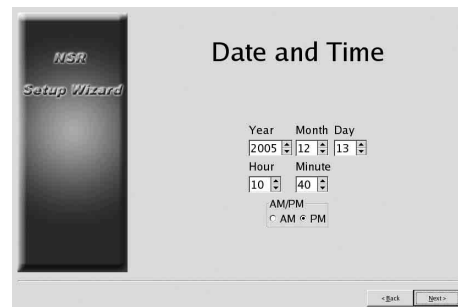 NSR
Setup Wizard
Date and Time
Year Month Day
2005 12 13
Hour Minute
10 40
AM/PM
AM PM
<Back Next>